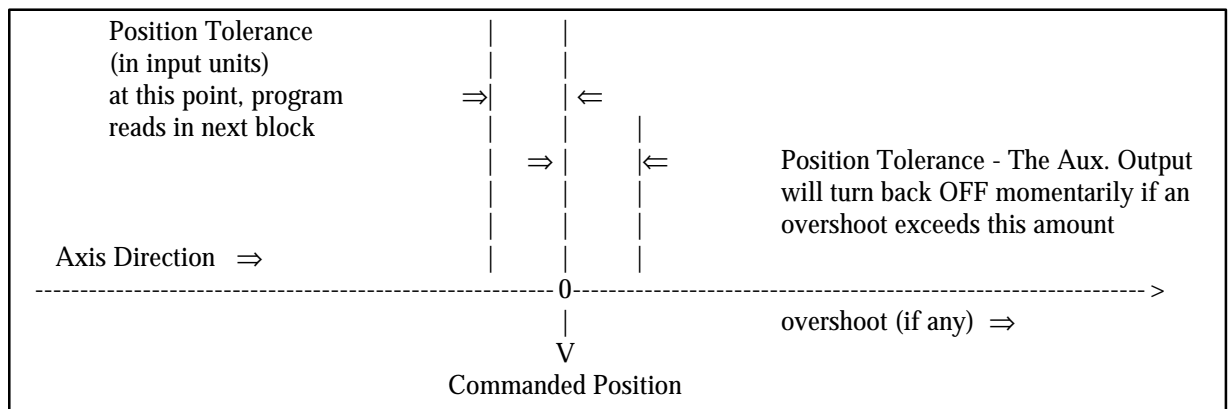 Position Tolerance | |
(in input units) | |
at this point, program ⇒| | ⇐
reads in next block | | |
| ⇒ | |⇐ Position Tolerance - The Aux. Output
| | | will turn back OFF momentarily if an
| | | overshoot exceeds this amount
Axis Direction ⇒ | | |
---------------------------------------------------------- 0---------------------------------------------------------------- >
| overshoot (if any) ⇒
V
Commanded Position